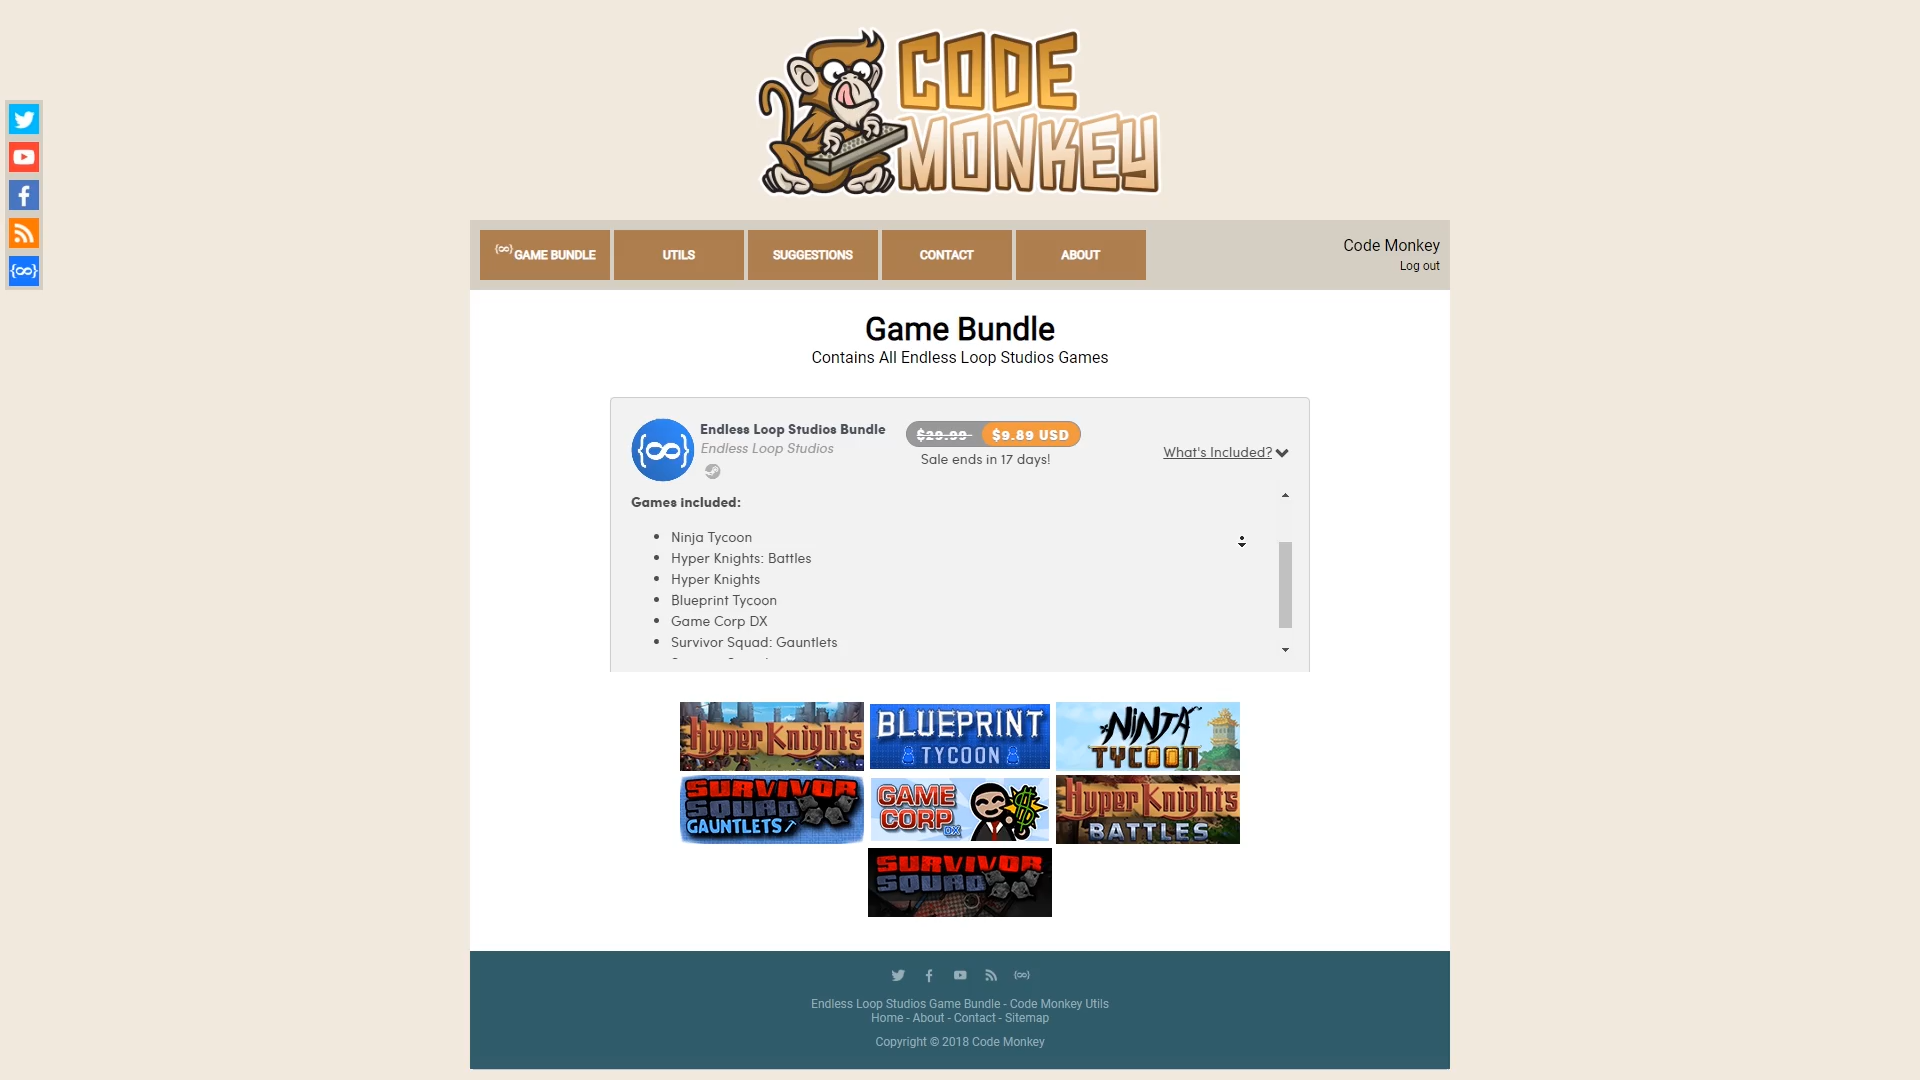 CODE
MONKEY
{∞} GAME BUNDLE
UTILS
SUGGESTIONS
CONTACT
ABOUT
Code Monkey
Log out
Game Bundle
Contains All Endless Loop Studios Games
Endless Loop Studios Bundle
Endless Loop Studios
$29.99 $9.89 USD
Sale ends in 17 days!
What's Included?
Games included:
Ninja Tycoon
Hyper Knights: Battles
Hyper Knights
Blueprint Tycoon
Game Corp DX
Survivor Squad: Gauntlets
Hyper Knights
BLUEPRINT
TYCOON
NINJA
TYCOON
SURVIVOR
SQUAD
GAUNTLETS
GAME
CORP DX
Hyper Knights
BATTLES
SURVIVOR
SQUAD
Endless Loop Studios Game Bundle - Code Monkey Utils
Home - About - Contact - Sitemap
Copyright © 2018 Code Monkey